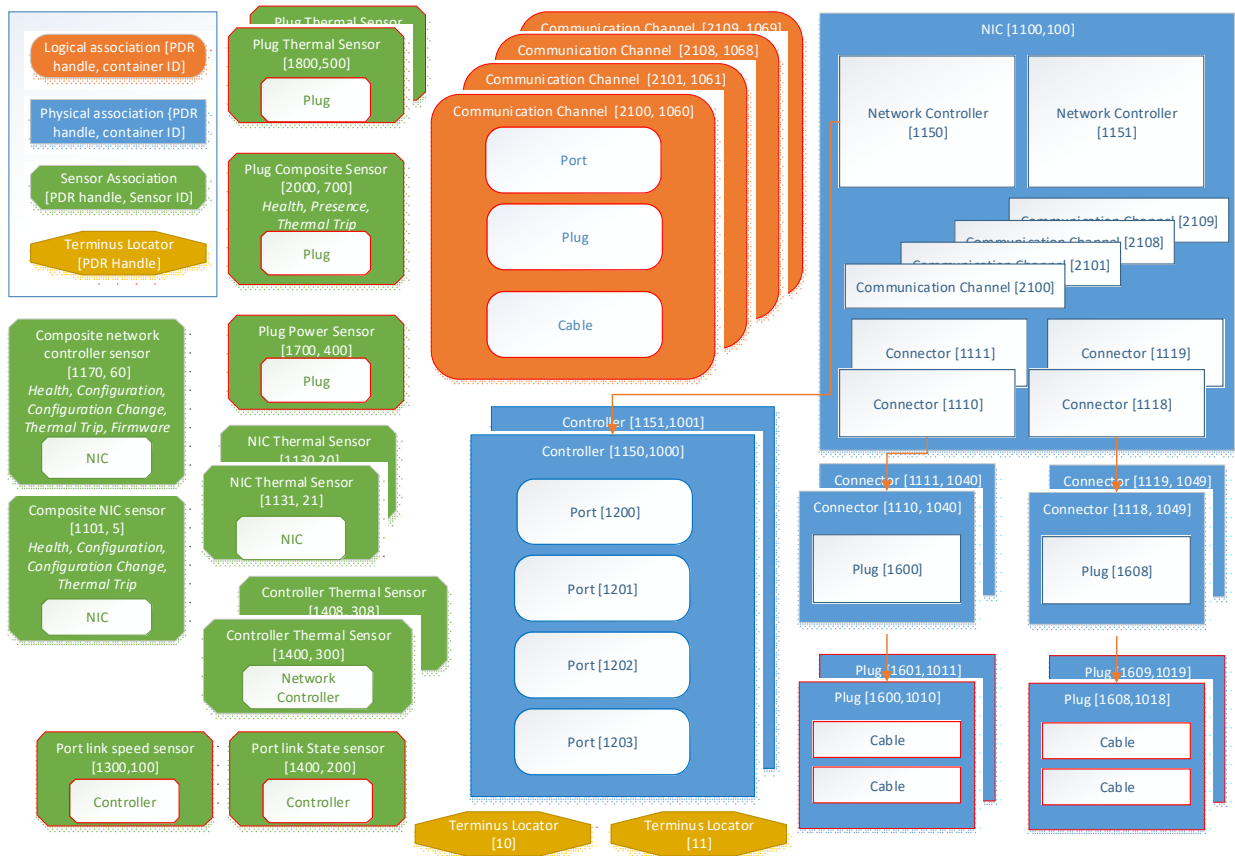 Logical association [PDR
handle, container ID]
Physical association {PDR
handle, container ID]
Sensor Association
[PDR handle, Sensor ID]
Terminus Locator
[PDR Handle]
Plug Thermal Sensor
Plug Thermal Sensor
[1800,500]
Plug
Plug Composite Sensor
[2000, 700]
Health, Presence,
Thermal Trip
Plug
Plug Power Sensor
[1700, 400]
Plug
Composite network
controller sensor
[1170, 60]
Health, Configuration,
Configuration Change,
Thermal Trip, Firmware
NIC
Composite NIC sensor
[1101, 5]
Health, Configuration,
Configuration Change,
Thermal Trip
NIC
NIC Thermal Sensor
[1130,20]
NIC Thermal Sensor
[1131, 21]
NIC
Controller Thermal Sensor
[1408, 308]
Controller Thermal Sensor
[1400, 300]
Network
Controller
Port link speed sensor
[1300,100]
Controller
Port link State sensor
[1400, 200]
Controller
Communication Channel [2109, 1069]
Communication Channel [2108, 1068]
Communication Channel [2101, 1061]
Communication Channel [2100, 1060]
Port
Plug
Cable
Controller [1151,1001]
Controller [1150,1000]
Port [1200]
Port [1201]
Port [1202]
Port [1203]
Terminus Locator
[10]
Terminus Locator
[11]
NIC [1100,100]
Network Controller
[1150]
Network Controller
[1151]
Communication Channel [2109]
Communication Channel [2108]
Communication Channel [2101]
Communication Channel [2100]
Connector [1111]
Connector [1119]
Connector [1110]
Connector [1118]
Connector [1111, 1040]
Connector [1110, 1040]
Plug [1600]
Connector [1119, 1049]
Connector [1118, 1049]
Plug [1608]
Plug [1601,1011]
Plug [1600,1010]
Cable
Cable
Plug [1609,1019]
Plug [1608,1018]
Cable
Cable